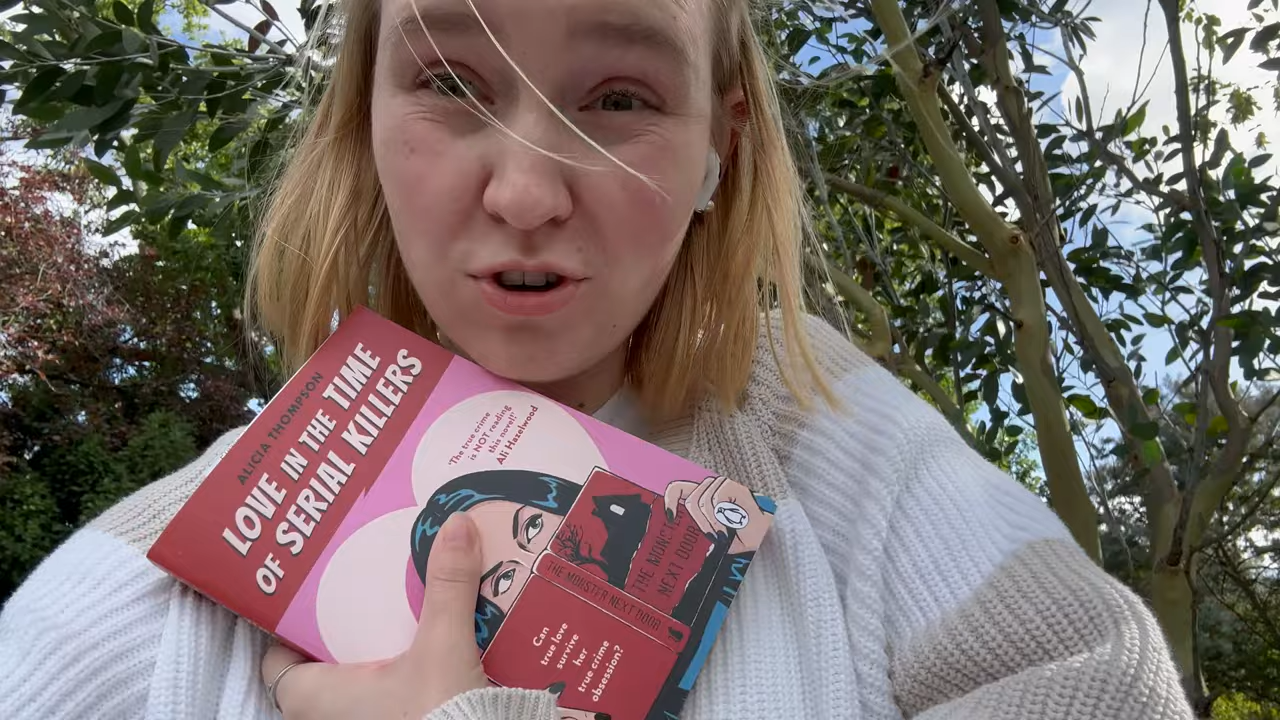 ALICIA THOMPSON
LOVE IN THE TIME
OF SERIAL KILLERS
'The true crime
is NOT reading
this novel!'
Ali Hazelwood
THE MONSTER
NEXT DOOR
THE MONSTER NEXT DOOR
Can
true love
survive
her
true crime
obsession?